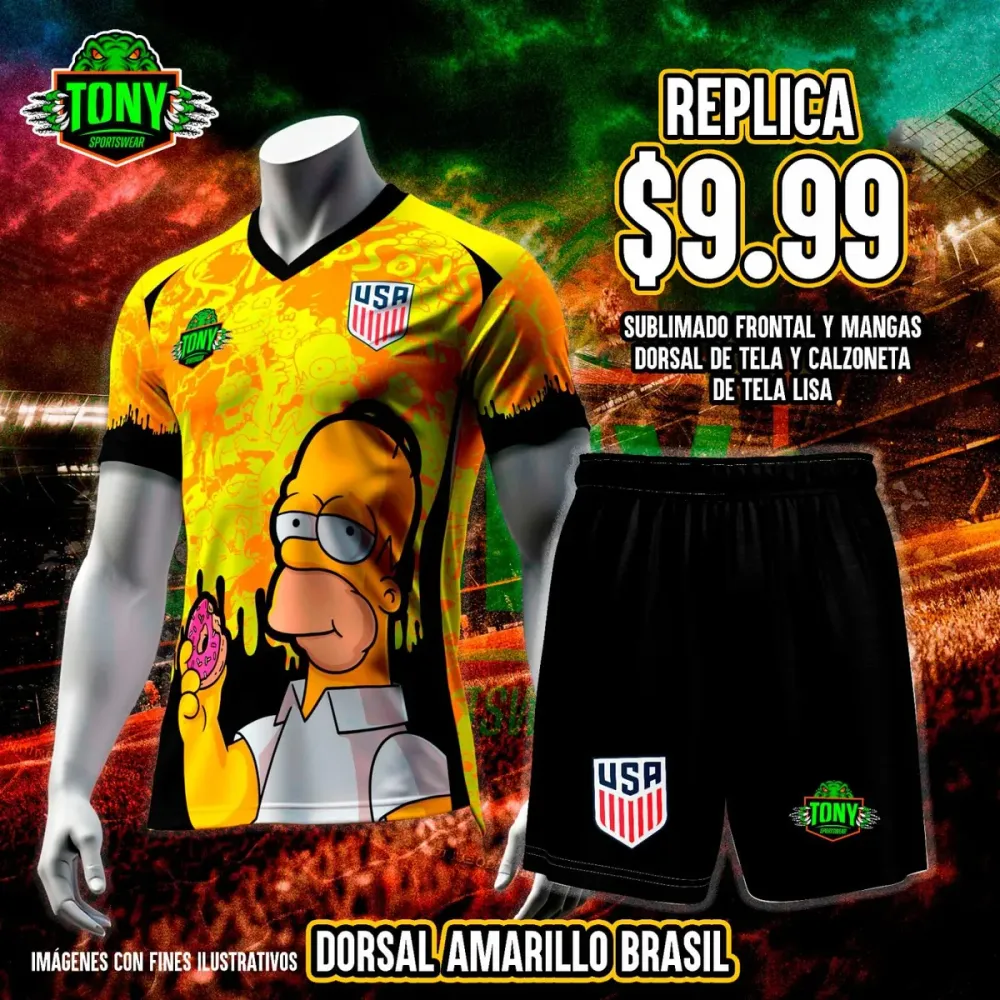 TONY
SPORTSWEAR
REPLICA
$9.99
SUBLIMADO FRONTAL Y MANGAS
DORSAL DE TELA Y CALZONETA
DE TELA LISA
USA
TONY
USA
TONY
SPORTSWEAR
IMÁGENES CON FINES ILUSTRATIVOS
DORSAL AMARILLO BRASIL